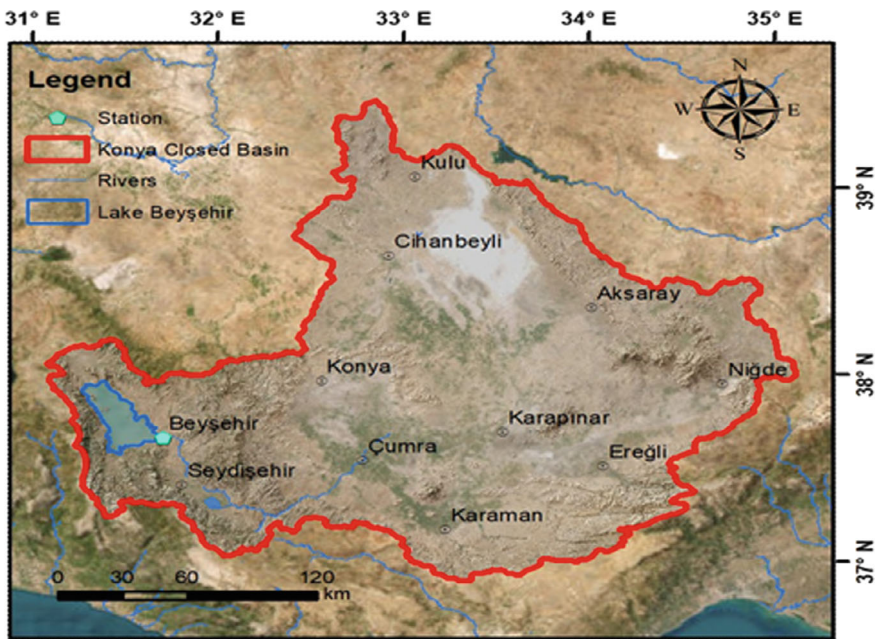 31° E 32° E 33° E 34° E 35° E
Legend
Station
Konya Closed Basin
Rivers
Lake Beyşehir
N
W E
S
39° N
38° N
37° N
Kulu
Cihanbeyli
Aksaray
Konya
Niğde
Beyşehir
Karapınar
Çumra
Ereğli
Seydişehir
Karaman
0 30 60 120
km